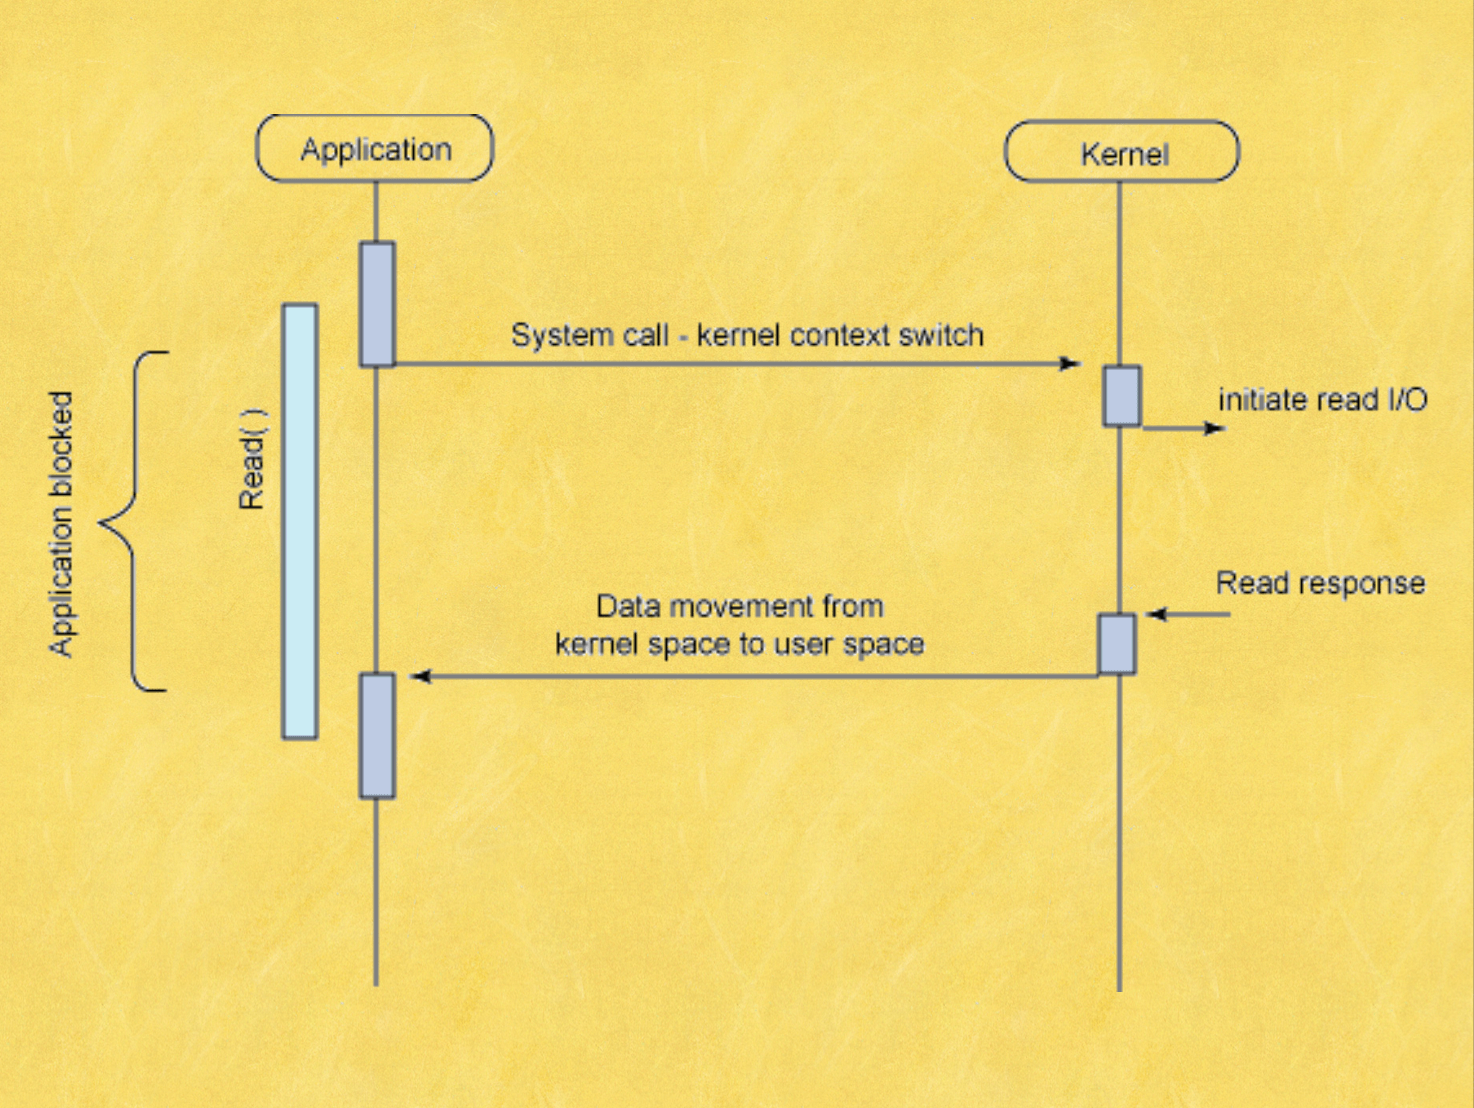 Application
Kernel
System call - kernel context switch
initiate read I/O
Read( )
Application blocked
Read response
Data movement from
kernel space to user space